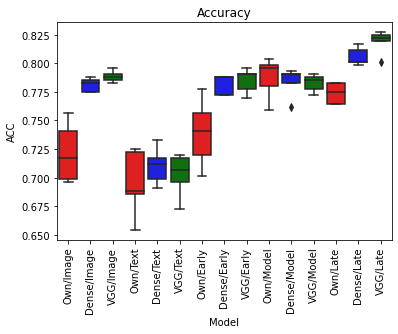 Accuracy
0.825
0.800
0.775
0.750
0.725
0.700
0.675
0.650
ACC
Own/Image
Dense/Image
VGG/Image
Own/Text
Dense/Text
VGG/Text
Own/Early
Dense/Early
VGG/Early
Own/Model
Dense/Model
VGG/Model
Own/Late
Dense/Late
VGG/Late
Model